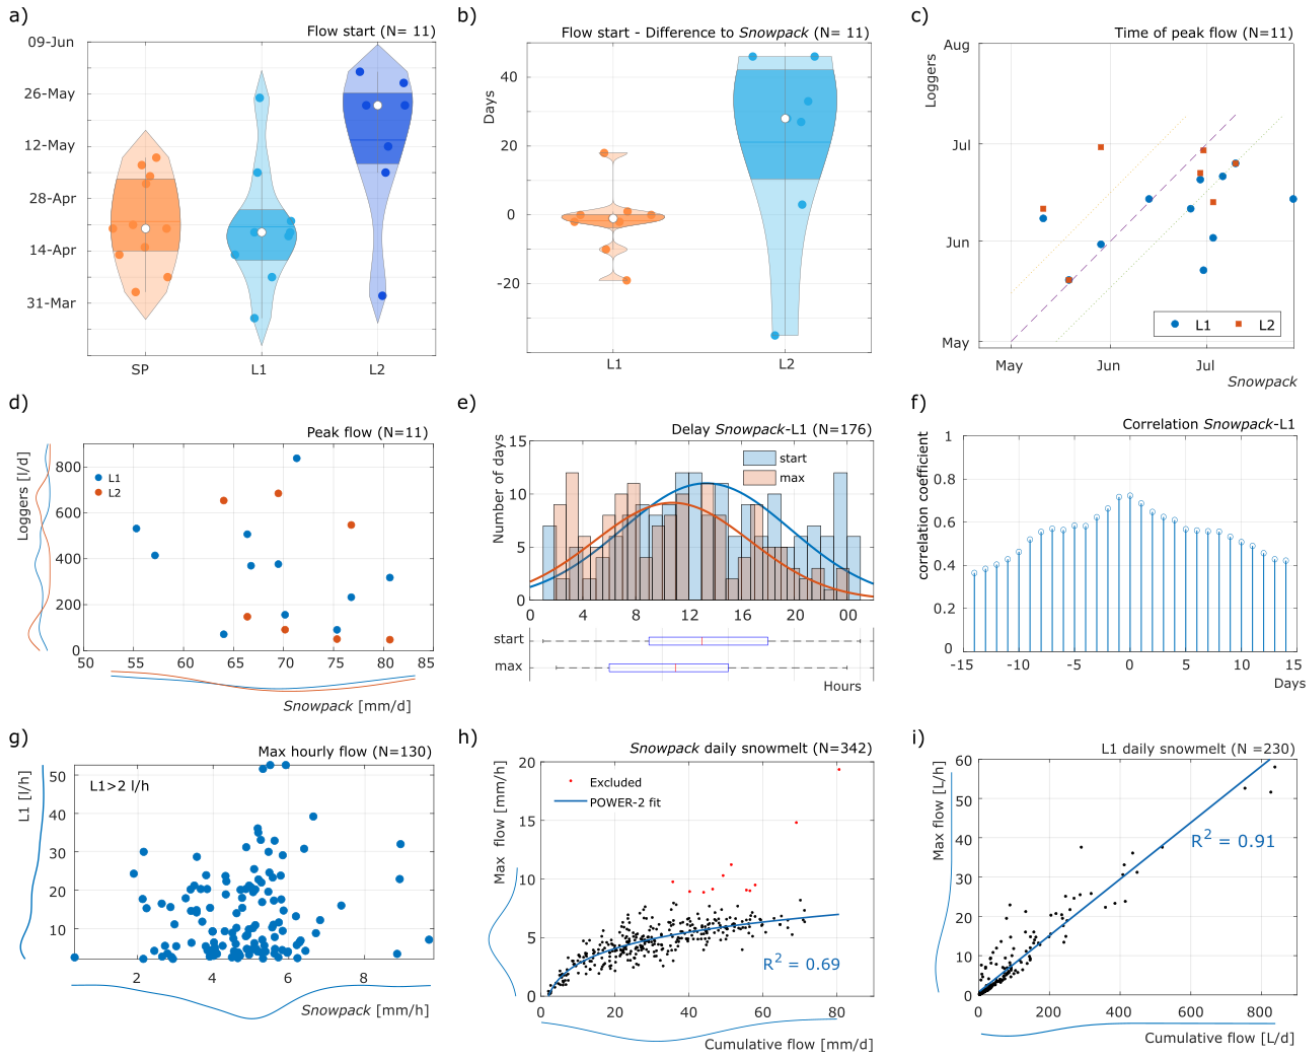 a)
Flow start (N= 11)
09-Jun
26-May
12-May
28-Apr
14-Apr
31-Mar
SP
L1
L2
b)
Flow start - Difference to Snowpack (N= 11)
Days
40
20
0
-20
L1
L2
c)
Time of peak flow (N=11)
Loggers
Aug
Jul
Jun
May
L1
L2
May
Jun
Jul
Snowpack
d)
Peak flow (N=11)
Loggers [l/d]
800
600
400
200
0
L1
L2
50
55
60
65
70
75
80
85
Snowpack [mm/d]
e)
Delay Snowpack-L1 (N=176)
Number of days
15
10
5
0
start
max
0
4
8
12
16
20
00
start
max
Hours
f)
Correlation Snowpack-L1
correlation coefficient
1
0.8
0.6
0.4
0.2
0
-15
-10
-5
0
5
10
15
Days
g)
Max hourly flow (N=130)
L1 [l/h]
50
40
30
20
10
L1>2 l/h
2
4
6
8
Snowpack [mm/h]
h)
Snowpack daily snowmelt (N=342)
Max flow [mm/h]
20
15
10
5
0
Excluded
POWER-2 fit
R² = 0.69
0
20
40
60
80
Cumulative flow [mm/d]
i)
L1 daily snowmelt (N =230)
Max flow [L/h]
60
50
40
30
20
10
0
R² = 0.91
0
200
400
600
800
Cumulative flow [L/d]